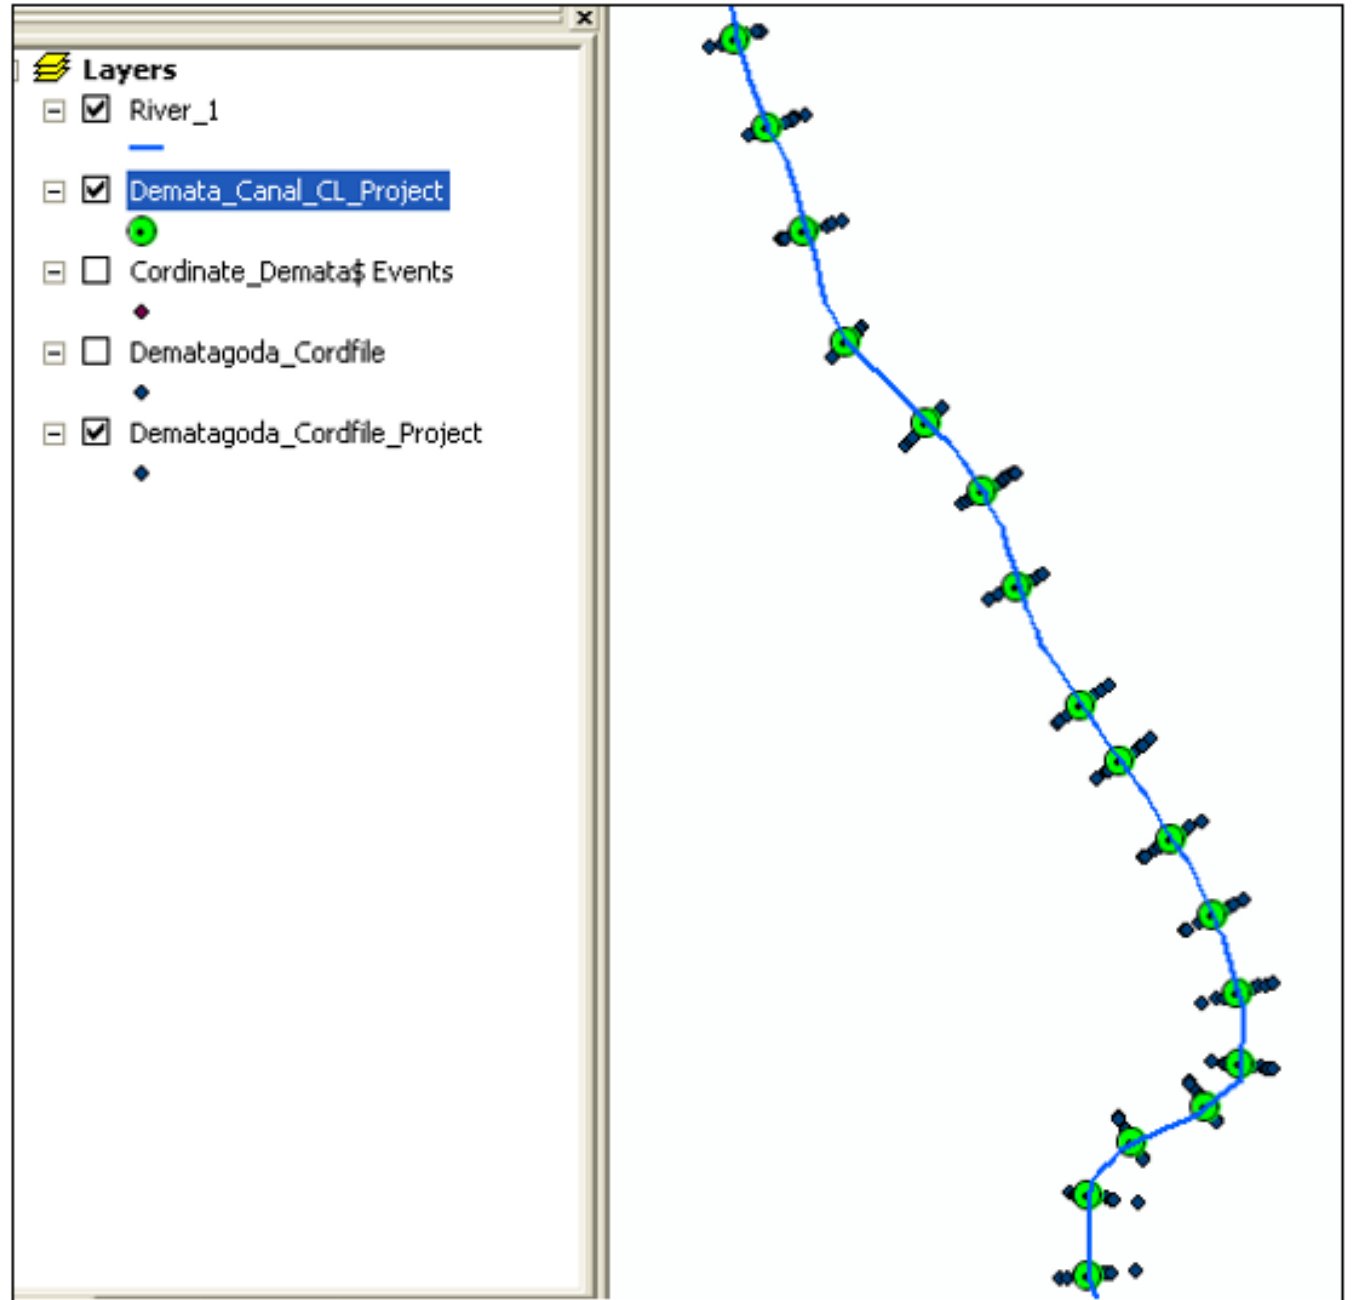 Layers
River_1
Demata_Canal_CL_Project
Cordinate_Demata$ Events
Dematagoda_Cordfile
Dematagoda_Cordfile_Project